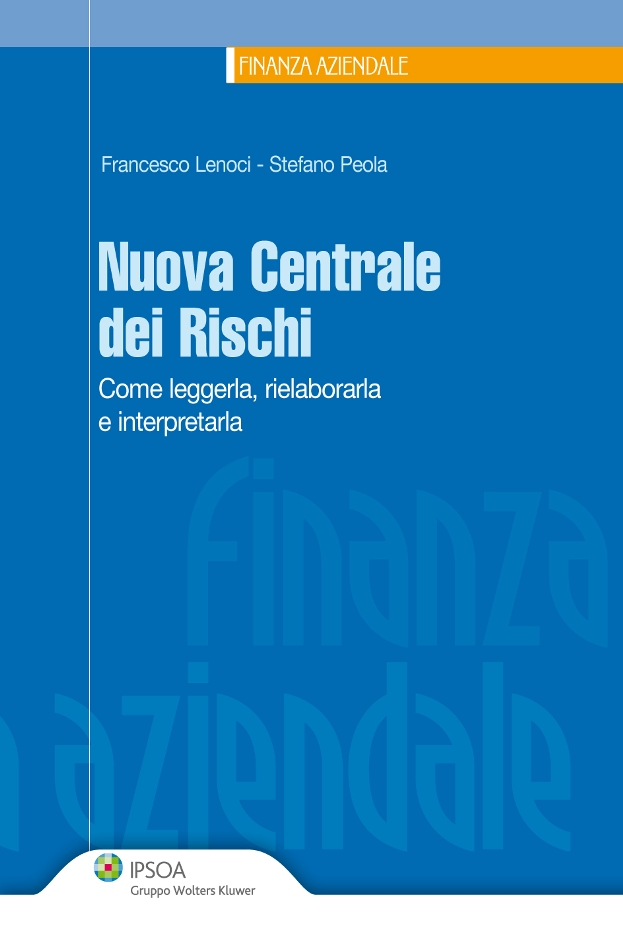 FINANZA AZIENDALE
Francesco Lenoci - Stefano Peola
Nuova Centrale
dei Rischi
Come leggerla, rielaborarla
e interpretarla
finanza
a aziendale
IPSOA
Gruppo Wolters Kluwer